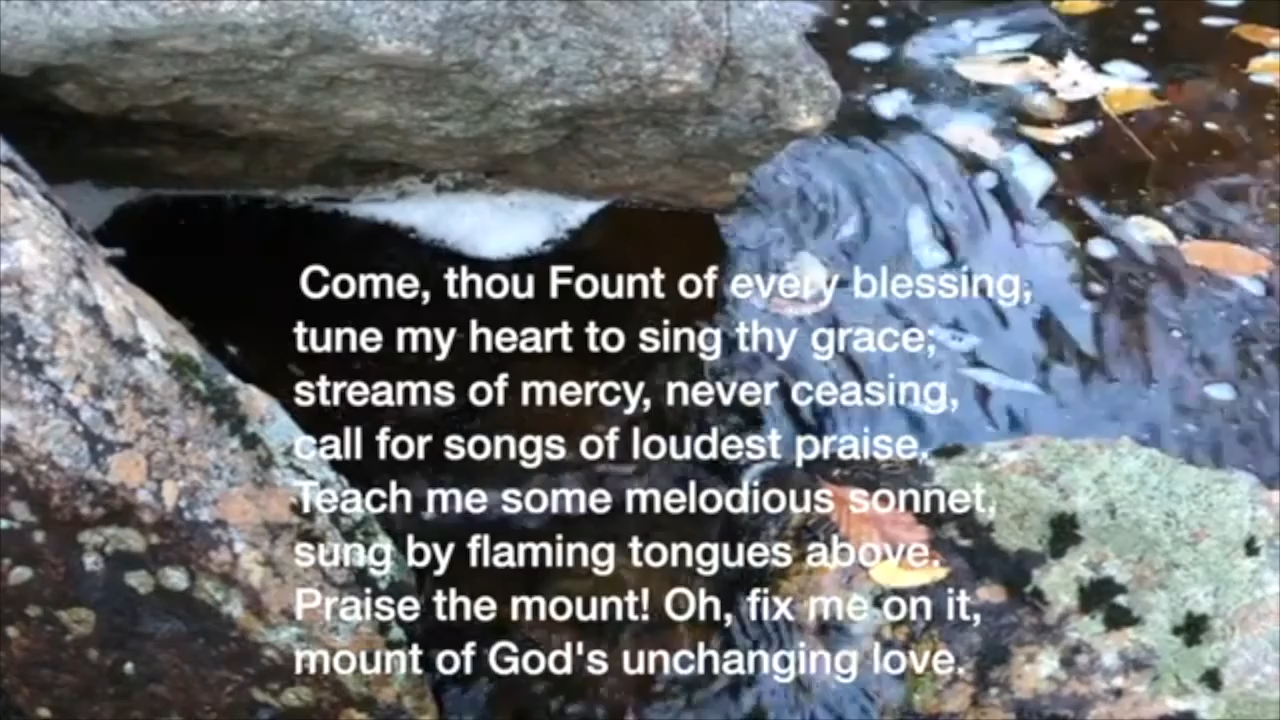 Come, thou Fount of every blessing,
tune my heart to sing thy grace;
streams of mercy, never ceasing,
call for songs of loudest praise.
Teach me some melodious sonnet,
sung by flaming tongues above.
Praise the mount! Oh, fix me on it,
mount of God's unchanging love.